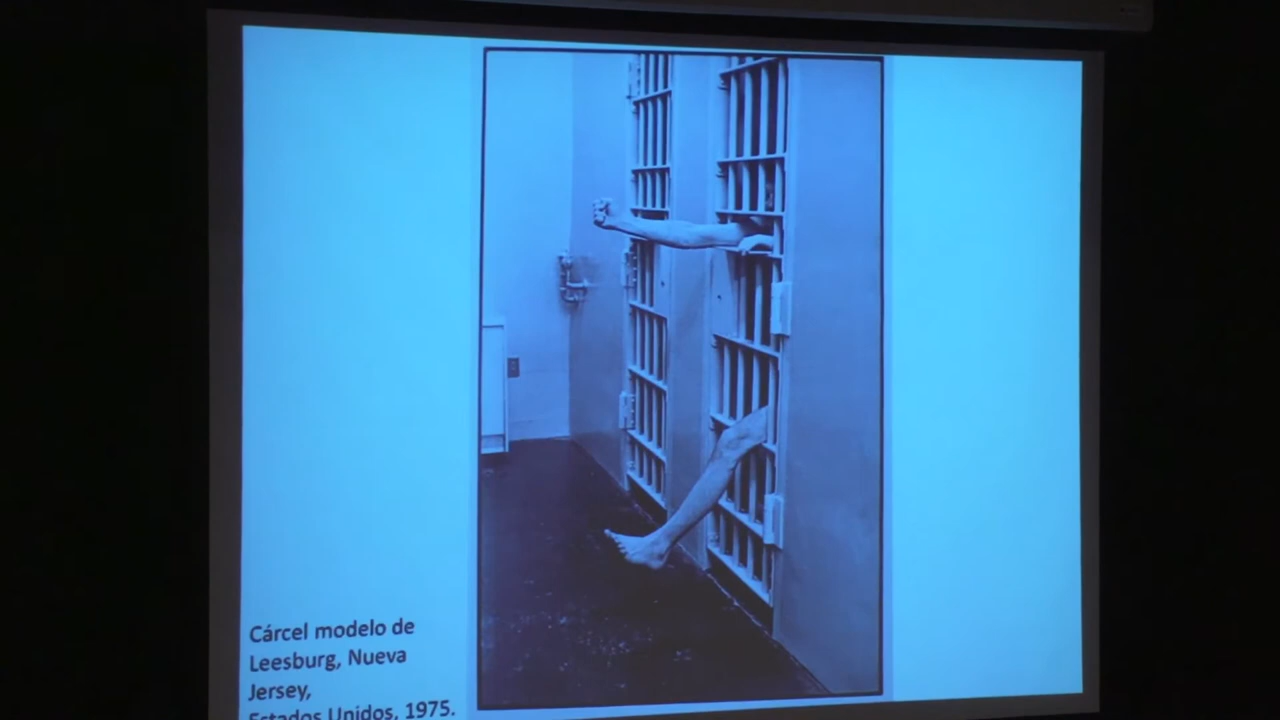 Cárcel modelo de
Leesburg, Nueva
Jersey,
Estados Unidos, 1975.